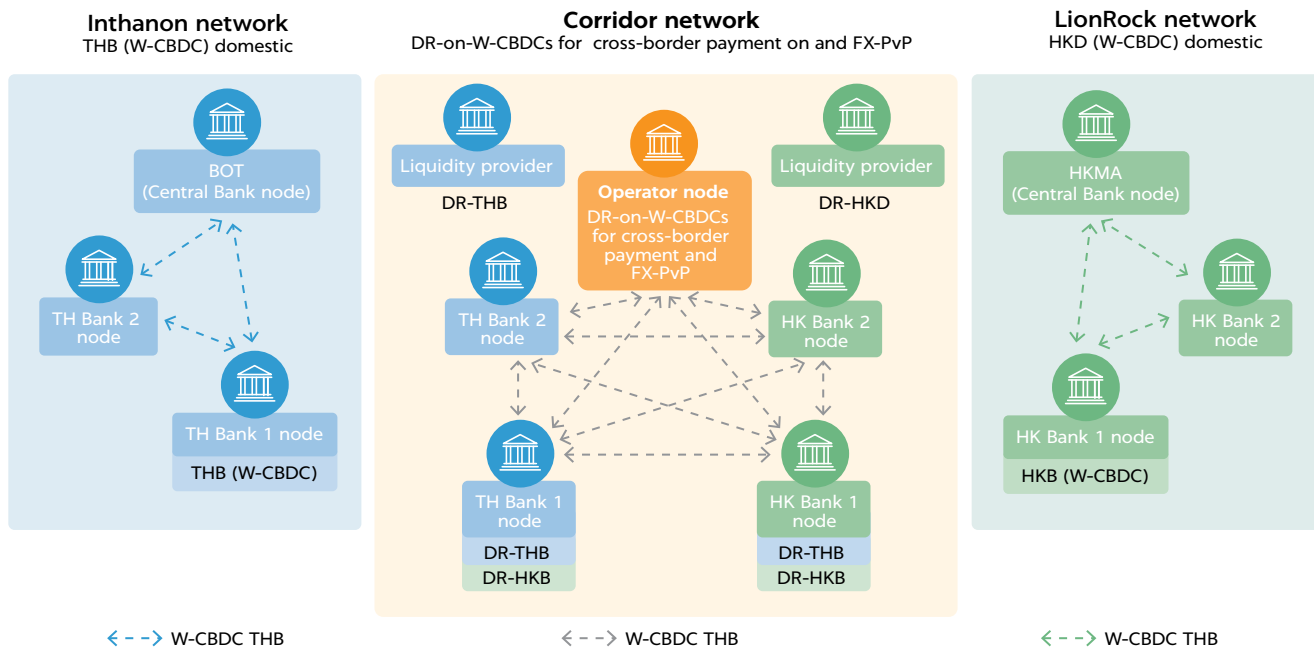 Inthanon network
THB (W-CBDC) domestic
BOT
(Central Bank node)
TH Bank 2
node
TH Bank 1 node
THB (W-CBDC)
Corridor network
DR-on-W-CBDCs for cross-border payment on and FX-PvP
Liquidity provider
DR-THB
Operator node
DR-on-W-CBDCs
for cross-border
payment and
FX-PvP
Liquidity provider
DR-HKD
TH Bank 2
node
HK Bank 2
node
TH Bank 1
node
DR-THB
DR-HKB
HK Bank 1
node
DR-THB
DR-HKB
LionRock network
HKD (W-CBDC) domestic
HKMA
(Central Bank node)
HK Bank 2
node
HK Bank 1 node
HKB (W-CBDC)
W-CBDC THB
W-CBDC THB
W-CBDC THB